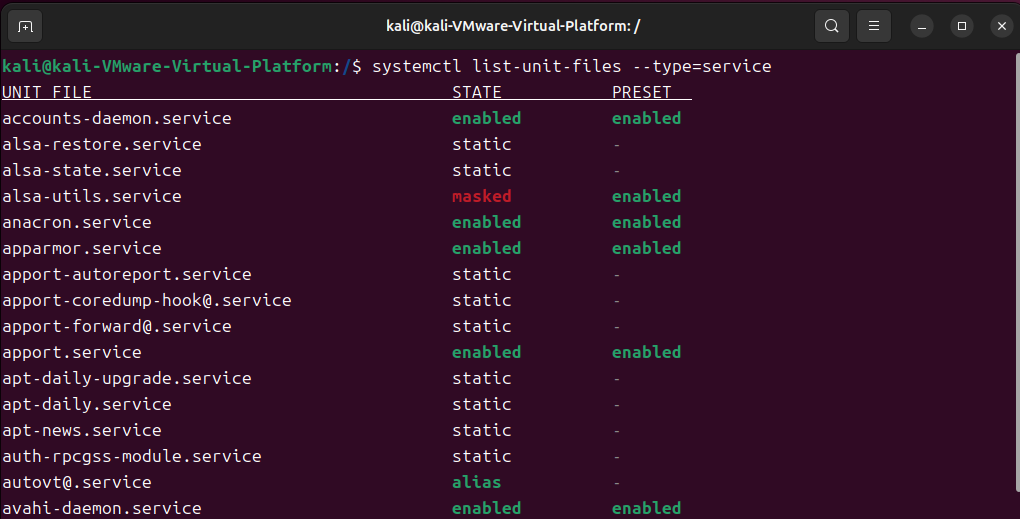 kali@kali-VMware-Virtual-Platform: /
kali@kali-VMware-Virtual-Platform:/$ systemctl list-unit-files --type=service
UNIT FILE STATE PRESET
accounts-daemon.service enabled enabled
alsa-restore.service static -
alsa-state.service static -
alsa-utils.service masked enabled
anacron.service enabled enabled
apparmor.service enabled enabled
apport-autoreport.service static -
apport-coredump-hook@.service static -
apport-forward@.service static -
apport.service enabled enabled
apt-daily-upgrade.service static -
apt-daily.service static -
apt-news.service static -
auth-rpcgss-module.service static -
autovt@.service alias -
avahi-daemon.service enabled enabled